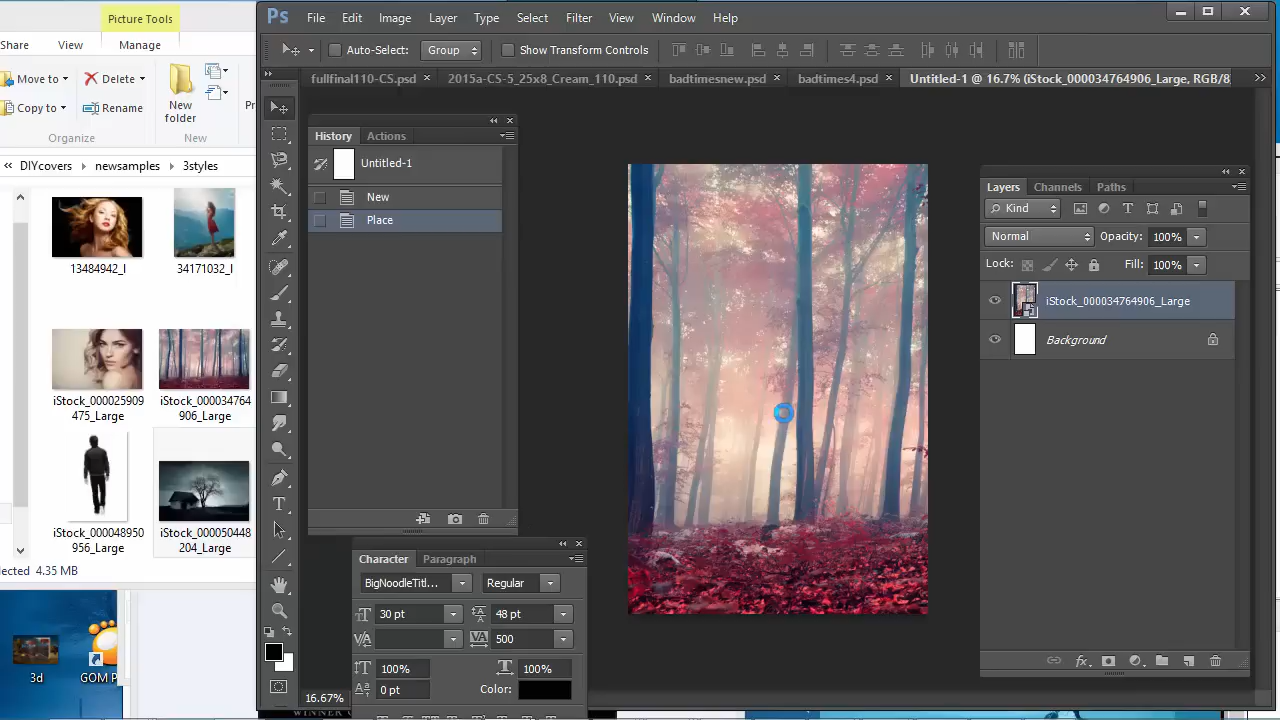 Picture Tools
Share View Manage
Move to Delete
Copy to Rename
New folder
Organize New
DIYcovers newsamples 3styles
13484942_l
34171032_l
iStock_000025909
475_Large
iStock_000034764
906_Large
iStock_000048950
956_Large
iStock_000050448
204_Large
4.35 MB
3d
Ps File Edit Image Layer Type Select Filter View Window Help
Auto-Select: Group Show Transform Controls
fullfinal110-CS.psd × 2015a-CS-5_25x8_Cream_110.psd × badtimesnew.psd × badtimes4.psd × Untitled-1 @ 16.7% (iStock_000034764906_Large, RGB/8
History Actions
Untitled-1
New
Place
Character Paragraph
BigNoodleTitl... Regular
30 pt 48 pt
500
100% 100%
0 pt Color:
16.67%
Layers Channels Paths
Kind
Normal Opacity: 100%
Lock: Fill: 100%
iStock_000034764906_Large
Background